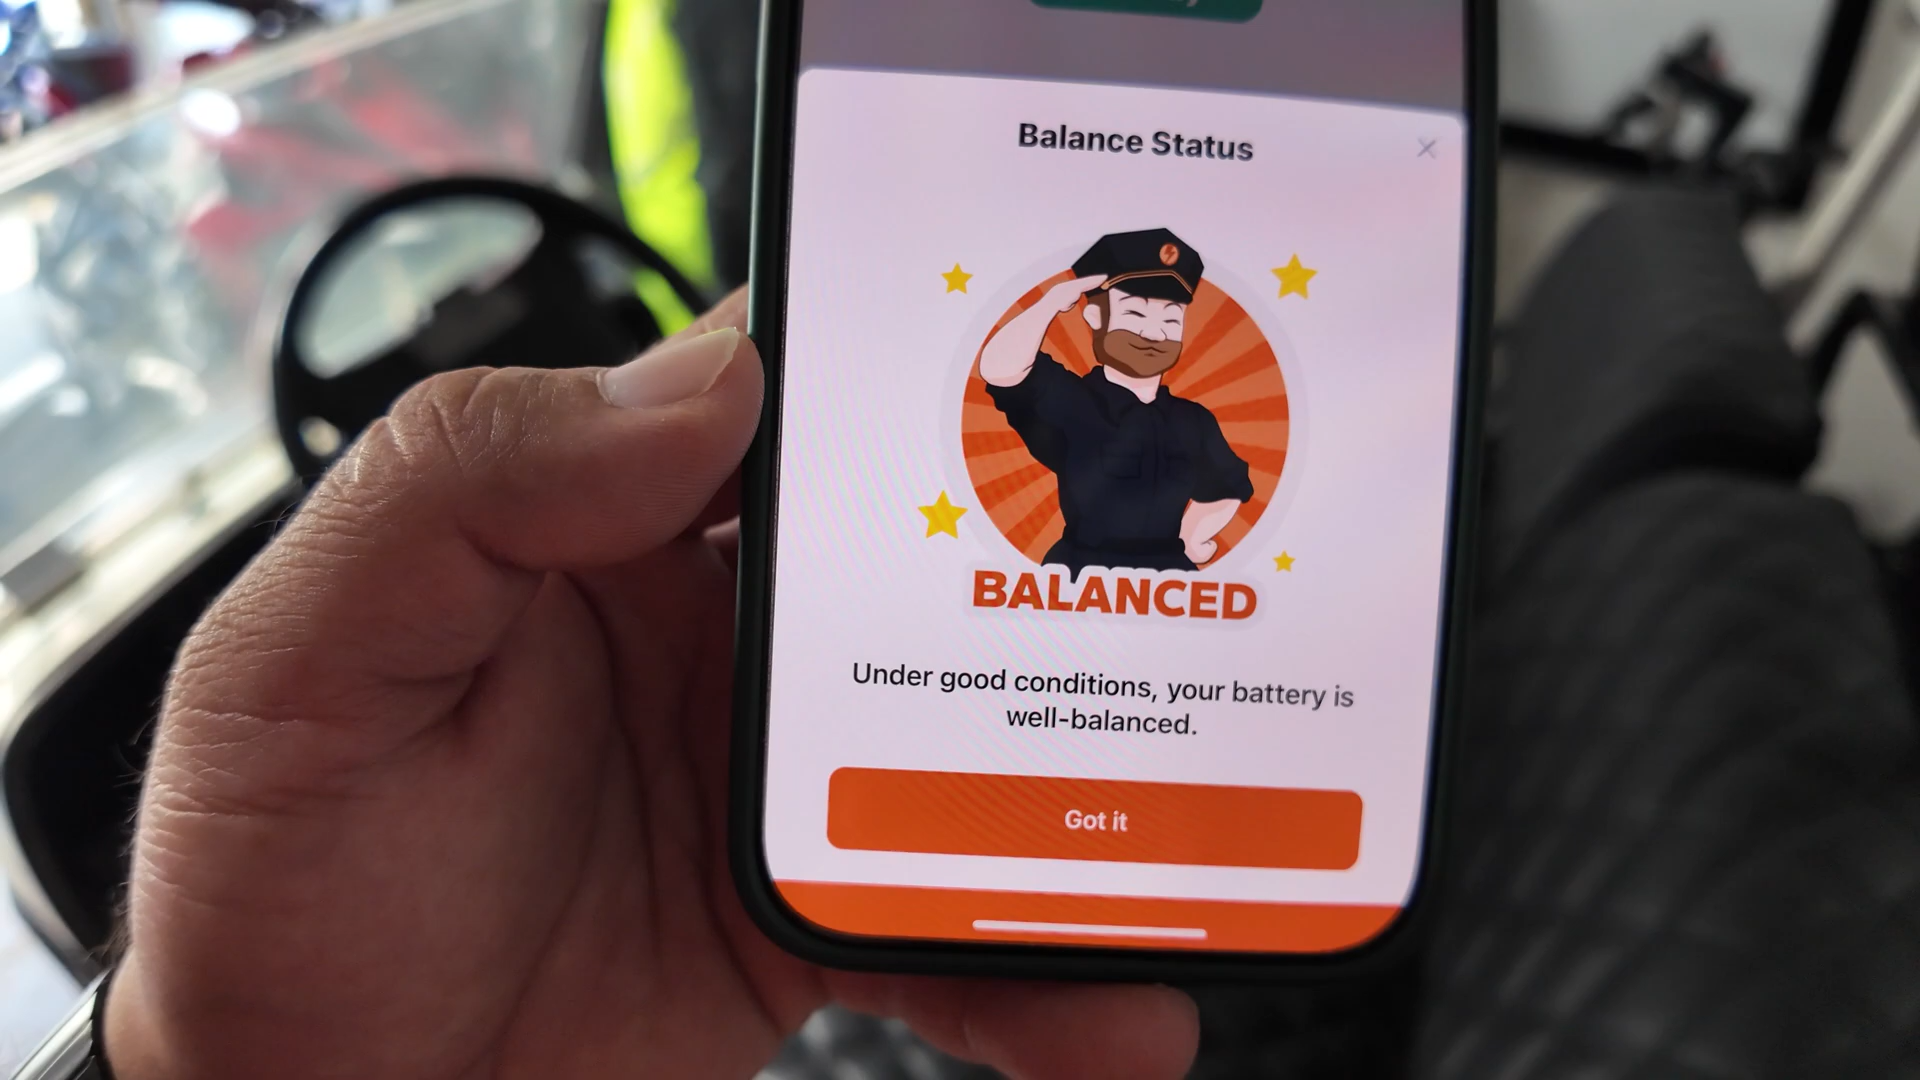 Balance Status
BALANCED
Under good conditions, your battery is
well-balanced.
Got it